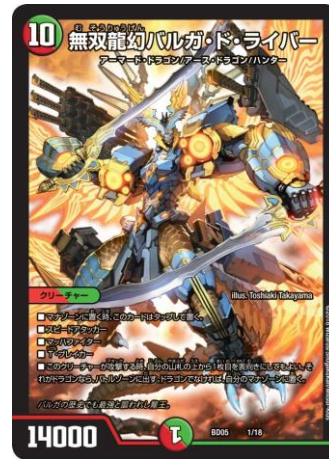 10
むそうりゅうげん
無双龍幻バルガ・ド・ライバー
アーマード・ドラゴン/アース・ドラゴン/ハンター
illus. Toshiaki Takayama
クリーチャー
■マナゾーンに置く時、このカードはタップして置く。
■スピードアタッカー
■マッハファイター
■T・ブレイカー
■このクリーチャーが攻撃する時、自分の山札の上から1枚目を表向きにしてもよい。そ
れがドラゴンなら、バトルゾーンに出す。ドラゴンでなければ、自分のマナゾーンに置く。
バルガの歴史でも最強と謳われし龍王。
14000
T
BD05 1/18